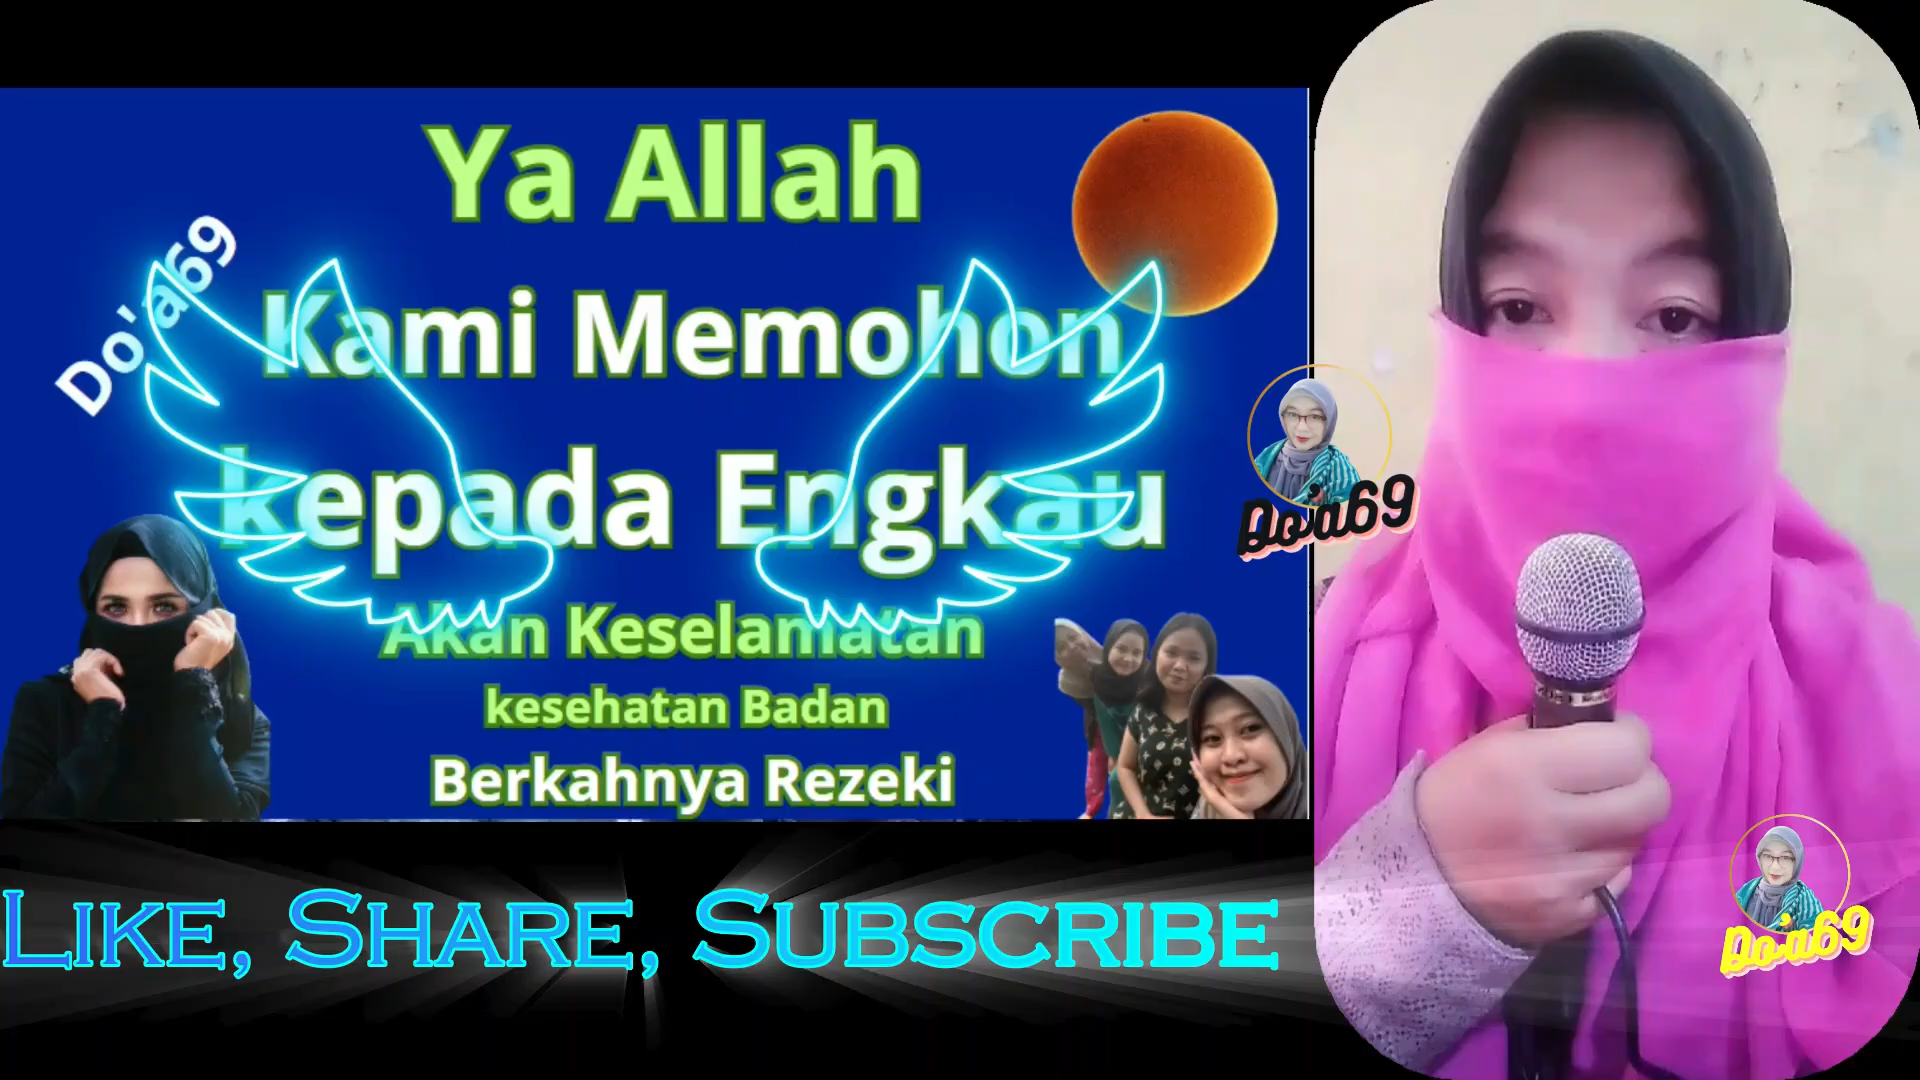 Ya Allah
Do'a69
Kami Memohon
kepada Engkau
Akan Keselamatan
kesehatan Badan
Berkahnya Rezeki
Do'a69
Do'a69
LIKE, SHARE, SUBSCRIBE